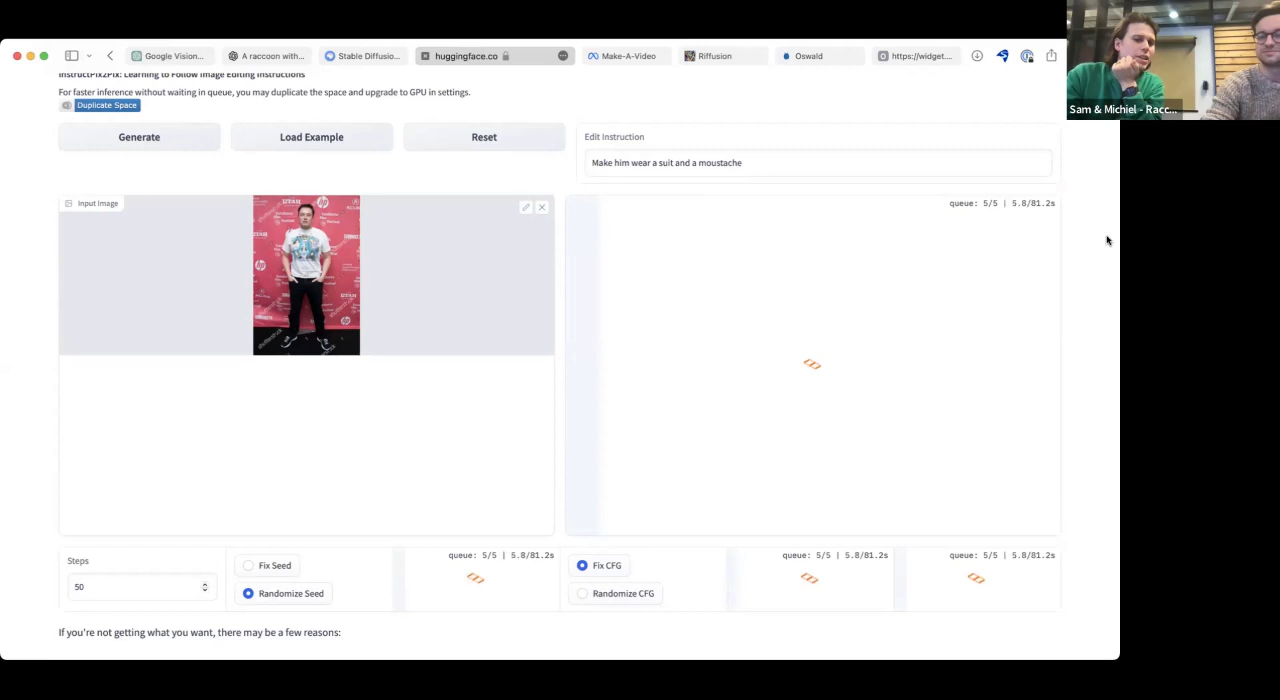 Google Vision...
A raccoon with...
Stable Diffusio...
huggingface.co
Make-A-Video
Riffusion
Oswald
https://widget...
Sam & Michiel - Racc...
InstructPix2Pix: Learning to Follow Image Editing Instructions
For faster inference without waiting in queue, you may duplicate the space and upgrade to GPU in settings.
Duplicate Space
Generate
Load Example
Reset
Edit Instruction
Make him wear a suit and a moustache
Input Image
queue: 5/5 | 5.8/81.2s
hp
hp
hp
Steps
50
Fix Seed
Randomize Seed
queue: 5/5 | 5.8/81.2s
Fix CFG
Randomize CFG
queue: 5/5 | 5.8/81.2s
queue: 5/5 | 5.8/81.2s
If you're not getting what you want, there may be a few reasons: